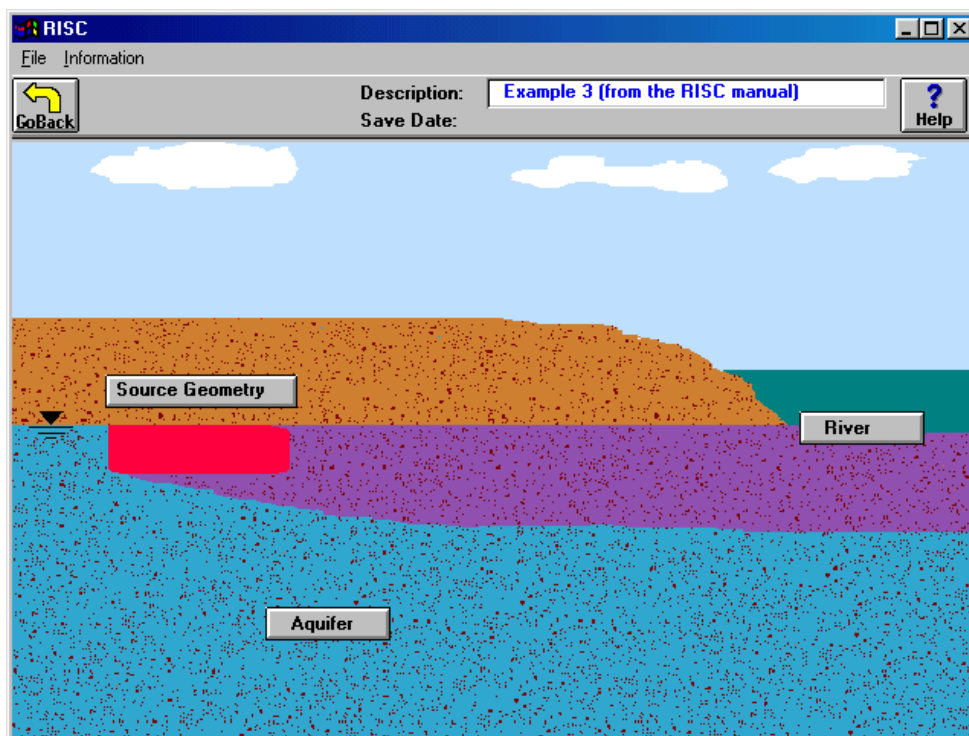 RISC
File Information
GoBack
Description: Example 3 (from the RISC manual)
Save Date:
? Help
Source Geometry
River
Aquifer